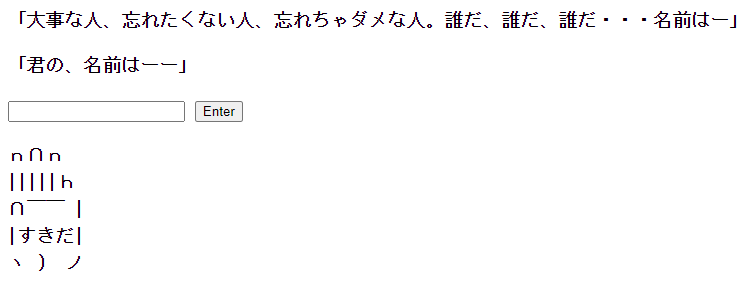 「大事な人、忘れたくない人、忘れちゃダメな人。誰だ、誰だ、誰だ・・・名前はー」
「君の、名前はーー」
Enter
ｎ∩ｎ
|||||ｈ
∩￣￣ |
|すきだ|
ヽ ) ノ